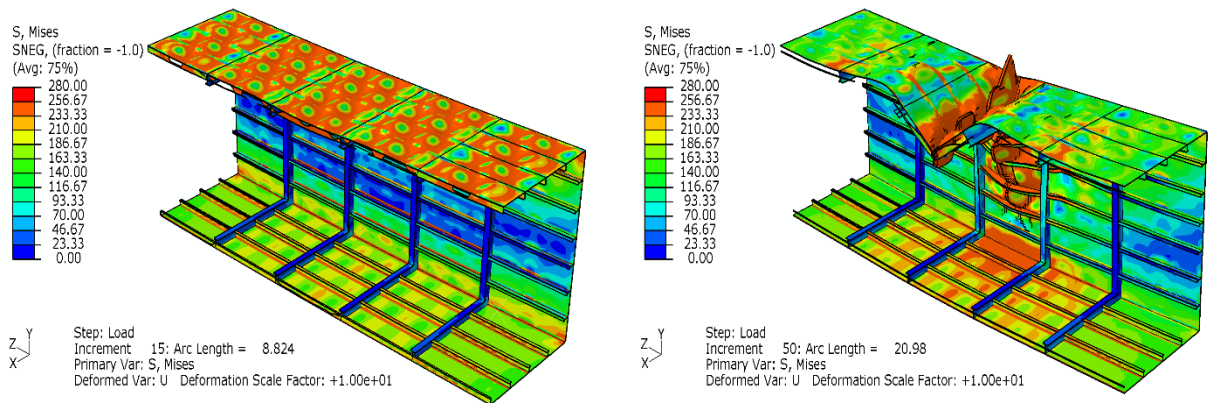 S, Mises
SNEG, (fraction = -1.0)
(Avg: 75%)
280.00
256.67
233.33
210.00
186.67
163.33
140.00
116.67
93.33
70.00
46.67
23.33
0.00
Y
Z
X
Step: Load
Increment 15: Arc Length = 8.824
Primary Var: S, Mises
Deformed Var: U Deformation Scale Factor: +1.00e+01
S, Mises
SNEG, (fraction = -1.0)
(Avg: 75%)
280.00
256.67
233.33
210.00
186.67
163.33
140.00
116.67
93.33
70.00
46.67
23.33
0.00
Y
Z
X
Step: Load
Increment 50: Arc Length = 20.98
Primary Var: S, Mises
Deformed Var: U Deformation Scale Factor: +1.00e+01